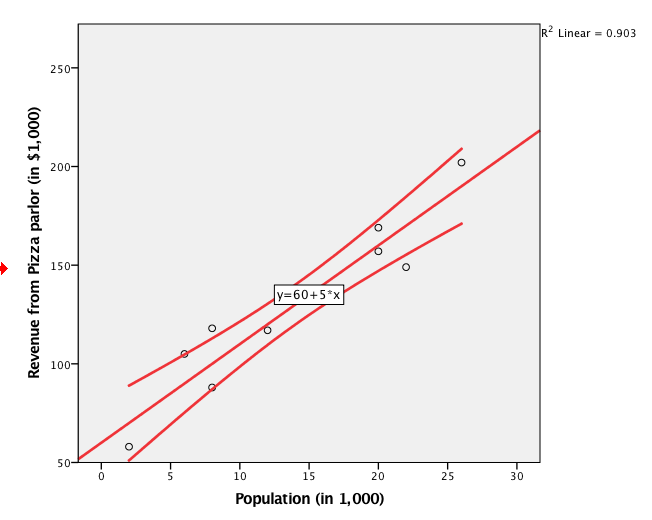 R² Linear = 0.903
250
200
150
100
50
Revenue from Pizza parlor (in $1,000)
y=60+5*x
0 5 10 15 20 25 30
Population (in 1,000)